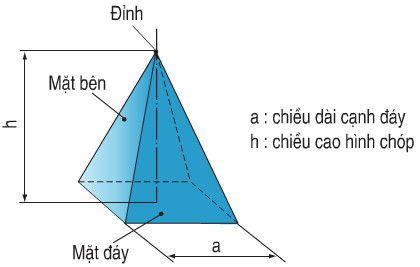 Đỉnh
Mặt bên
h
a : chiều dài cạnh đáy
h : chiều cao hình chóp
Mặt đáy
a